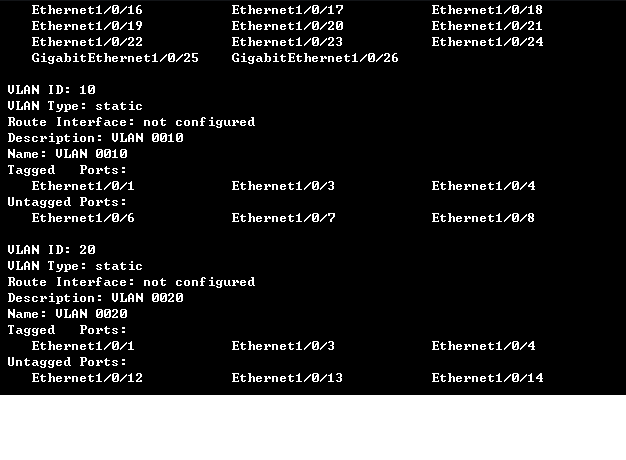 Ethernet1/0/16 Ethernet1/0/17 Ethernet1/0/18
Ethernet1/0/19 Ethernet1/0/20 Ethernet1/0/21
Ethernet1/0/22 Ethernet1/0/23 Ethernet1/0/24
GigabitEthernet1/0/25 GigabitEthernet1/0/26
VLAN ID: 10
VLAN Type: static
Route Interface: not configured
Description: VLAN 0010
Name: VLAN 0010
Tagged Ports:
Ethernet1/0/1 Ethernet1/0/3 Ethernet1/0/4
Untagged Ports:
Ethernet1/0/6 Ethernet1/0/7 Ethernet1/0/8
VLAN ID: 20
VLAN Type: static
Route Interface: not configured
Description: VLAN 0020
Name: VLAN 0020
Tagged Ports:
Ethernet1/0/1 Ethernet1/0/3 Ethernet1/0/4
Untagged Ports:
Ethernet1/0/12 Ethernet1/0/13 Ethernet1/0/14